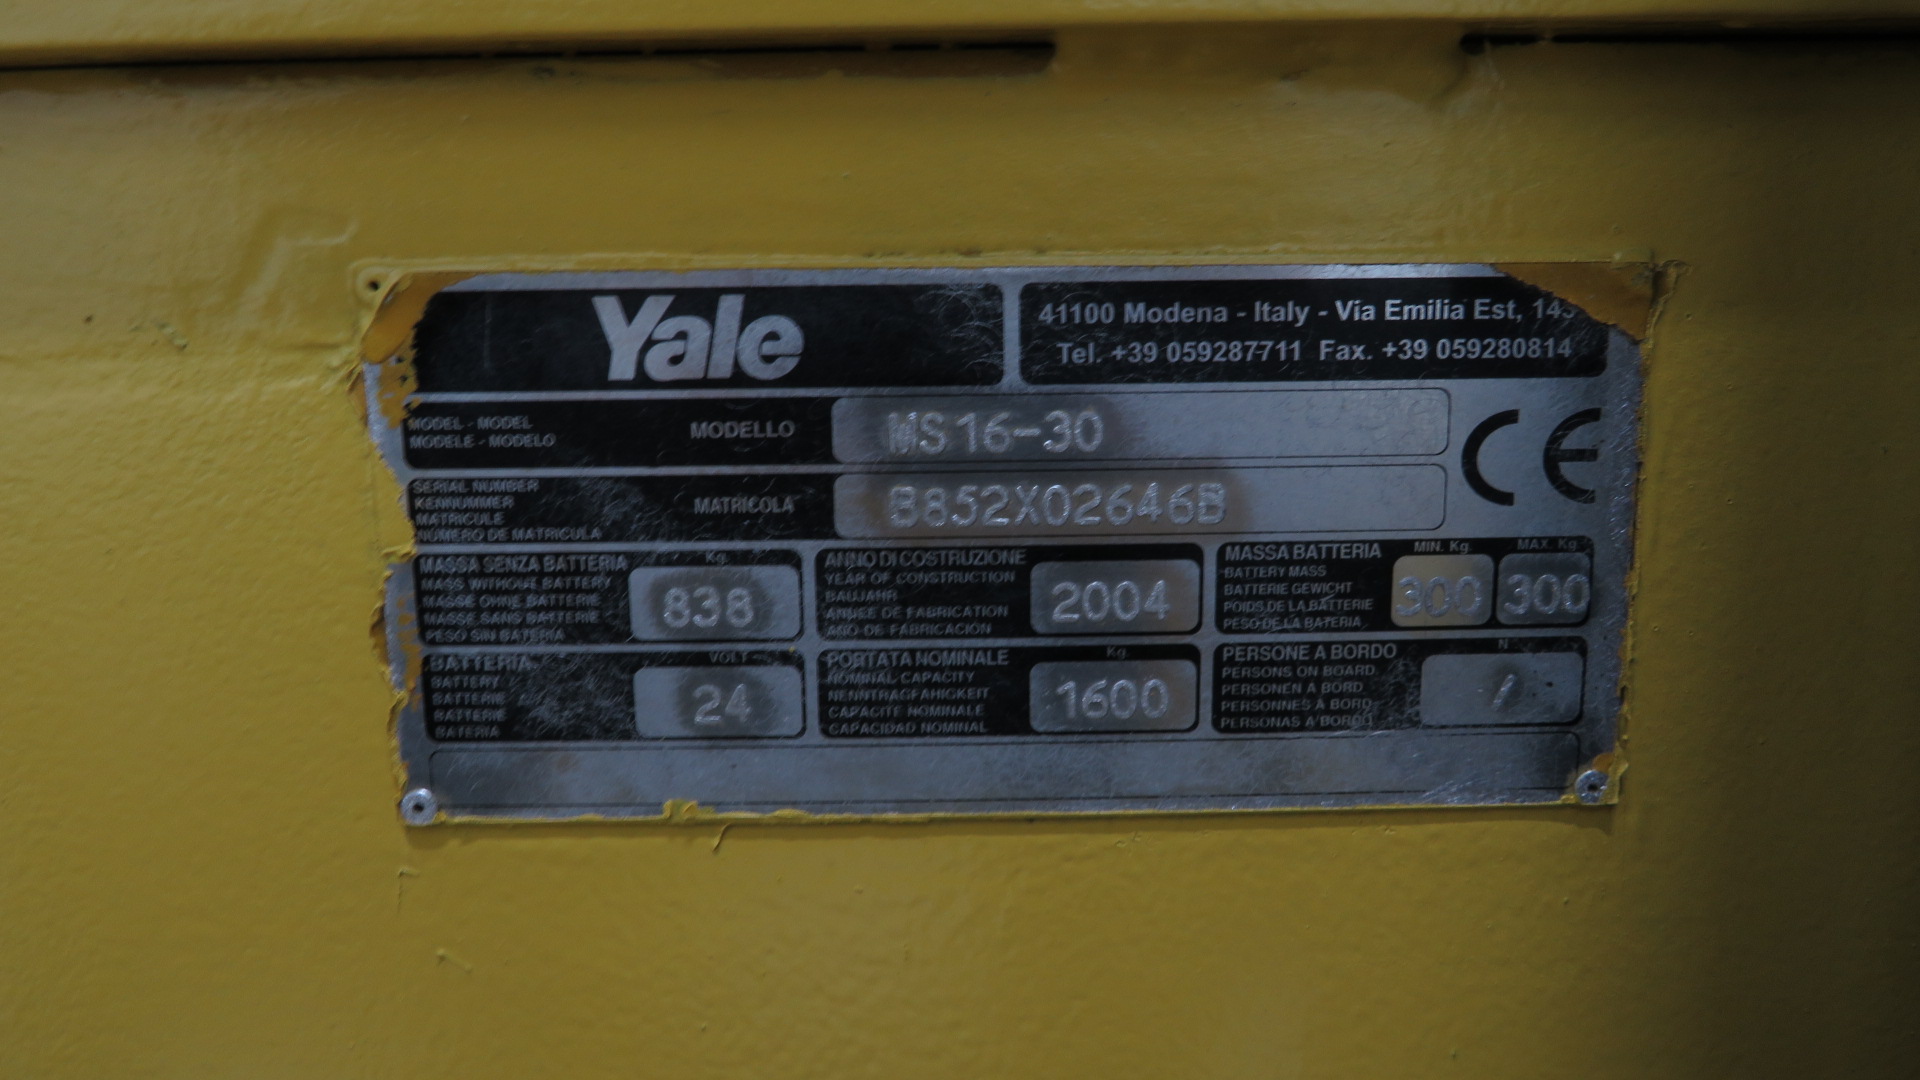 Yale
41100 Modena - Italy - Via Emilia Est,
Tel. +39 059287711 Fax. +39 059280814
MODEL - MODEL
MODELE - MODELO
MODELLO
MS16-30
CE
SERIAL NUMBER
KENNUMMER
MATRICULE
NUMERO DE MATRICULA
MATRICOLA
B852X02646B
MASSA SENZA BATTERIA
MASS WITHOUT BATTERY
MASSE OHNE BATTERIE
MASSE SANS BATTERIE
PESO SIN BATERIA
Kg.
838
ANNO DI COSTRUZIONE
YEAR OF CONSTRUCTION
BAUJAHR
ANNEE DE FABRICATION
ANO DE FABRICACION
2004
MASSA BATTERIA
BATTERY MASS
BATTERIE GEWICHT
POIDS DE LA BATTERIE
PESO DE LA BATERIA
MIN. Kg.
300
MAX. Kg.
300
BATTERIA
BATTERY
BATTERIE
BATTERIE
BATERIA
VOLT
24
PORTATA NOMINALE
NOMINAL CAPACITY
NENNTRAGFAHIGKEIT
CAPACITE NOMINALE
CAPACIDAD NOMINAL
Kg.
1600
PERSONE A BORDO
PERSONS ON BOARD
PERSONEN A BORD
PERSONNES A BORD
PERSONAS A BORDO
N
/